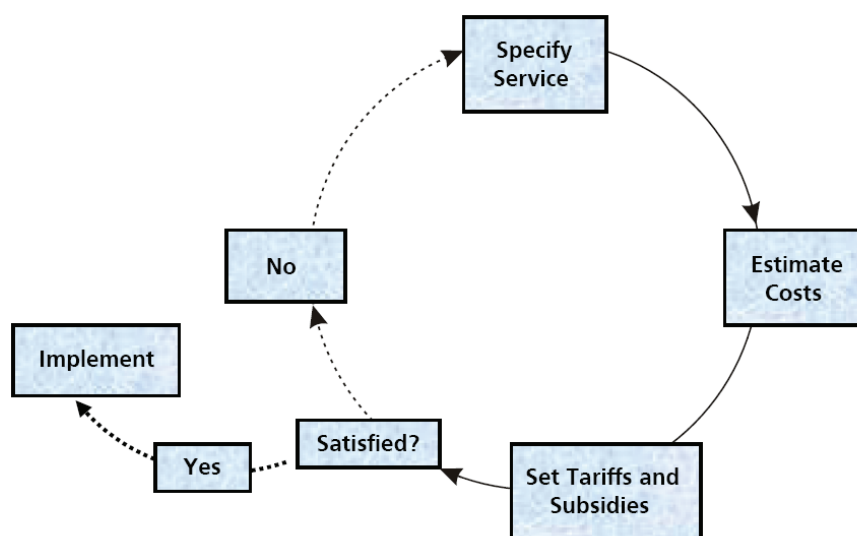 Specify
Service
Estimate
Costs
Set Tariffs and
Subsidies
Satisfied?
No
Yes
Implement